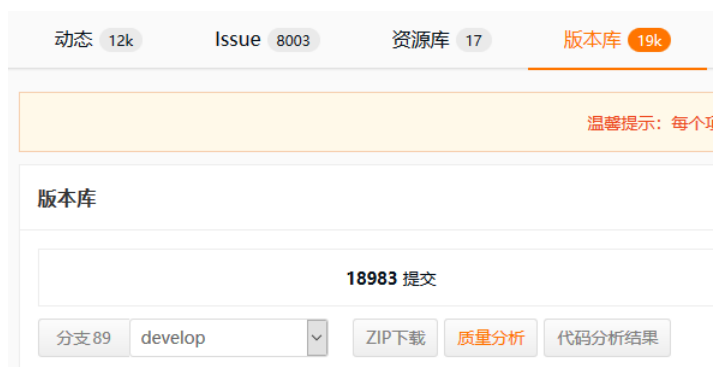 动态 12k Issue 8003 资源库 17 版本库 19k
温馨提示：每个
版本库
18983 提交
分支89 develop ZIP下载 质量分析 代码分析结果